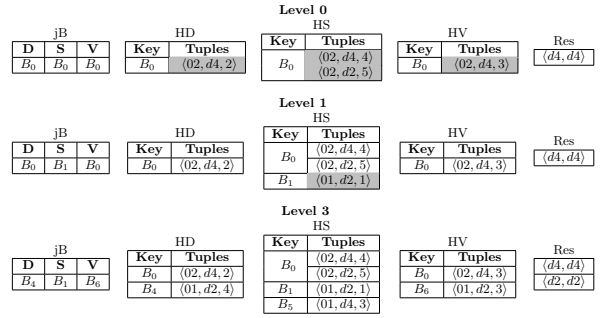 Level 0
jB HD HS HV Res
D S V Key Tuples Key Tuples Key Tuples ⟨d4, d4⟩
B0 B0 B0 B0 ⟨02, d4, 2⟩ B0 ⟨02, d4, 4⟩ B0 ⟨02, d4, 3⟩
⟨02, d2, 5⟩
Level 1
jB HD HS HV Res
D S V Key Tuples Key Tuples Key Tuples ⟨d4, d4⟩
B0 B1 B0 B0 ⟨02, d4, 2⟩ B0 ⟨02, d4, 4⟩ B0 ⟨02, d4, 3⟩
⟨02, d2, 5⟩
B1 ⟨01, d2, 1⟩
Level 3
jB HD HS HV Res
D S V Key Tuples Key Tuples Key Tuples ⟨d4, d4⟩
B4 B1 B6 B0 ⟨02, d4, 2⟩ B0 ⟨02, d4, 4⟩ B0 ⟨02, d4, 3⟩ ⟨d2, d2⟩
B4 ⟨01, d2, 4⟩ ⟨02, d2, 5⟩ B6 ⟨01, d2, 3⟩
B1 ⟨01, d2, 1⟩
B5 ⟨01, d4, 3⟩